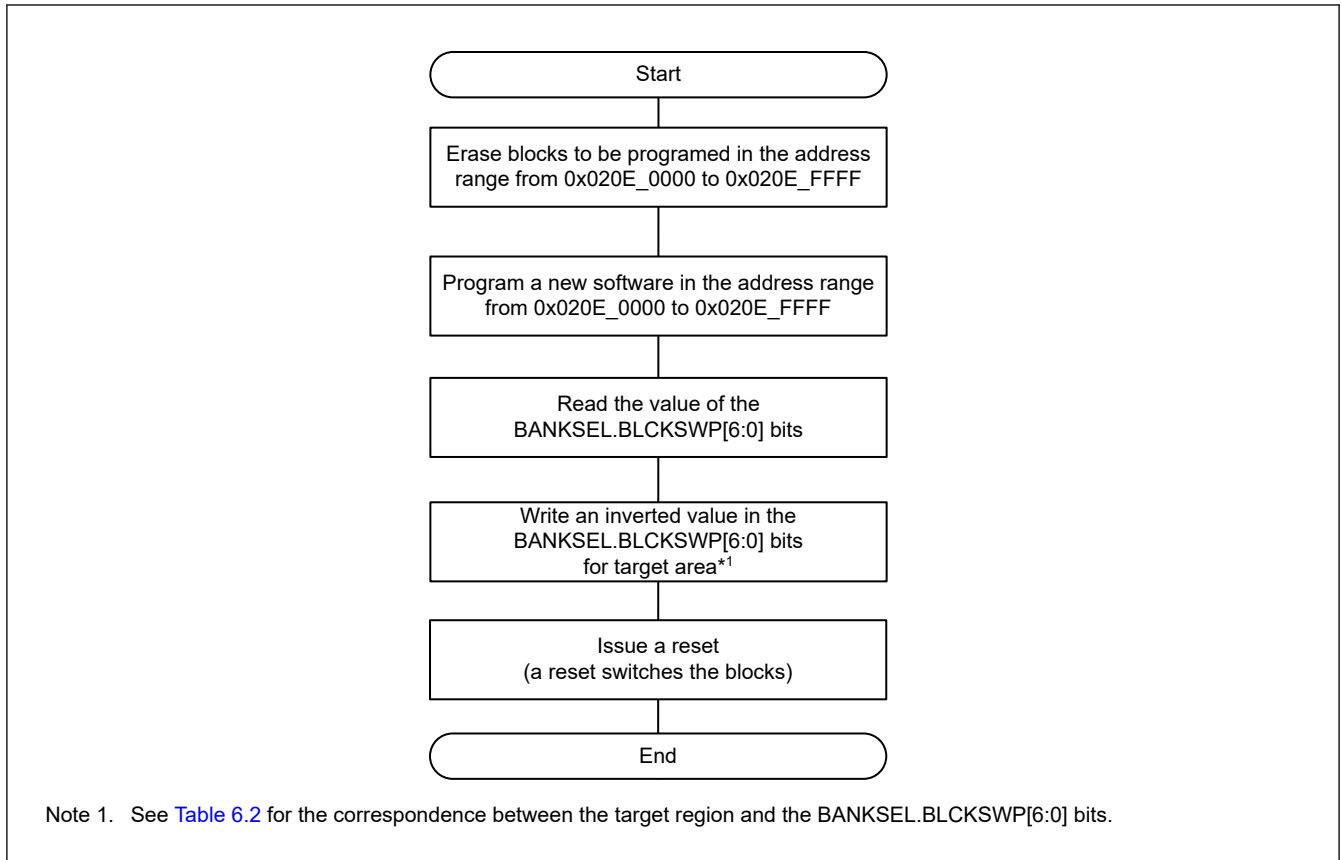 Start
Erase blocks to be programed in the address
range from 0x020E_0000 to 0x020E_FFFF
Program a new software in the address range
from 0x020E_0000 to 0x020E_FFFF
Read the value of the
BANKSEL.BLCKSWP[6:0] bits
Write an inverted value in the
BANKSEL.BLCKSWP[6:0] bits
for target area*1
Issue a reset
(a reset switches the blocks)
End
Note 1. See Table 6.2 for the correspondence between the target region and the BANKSEL.BLCKSWP[6:0] bits.